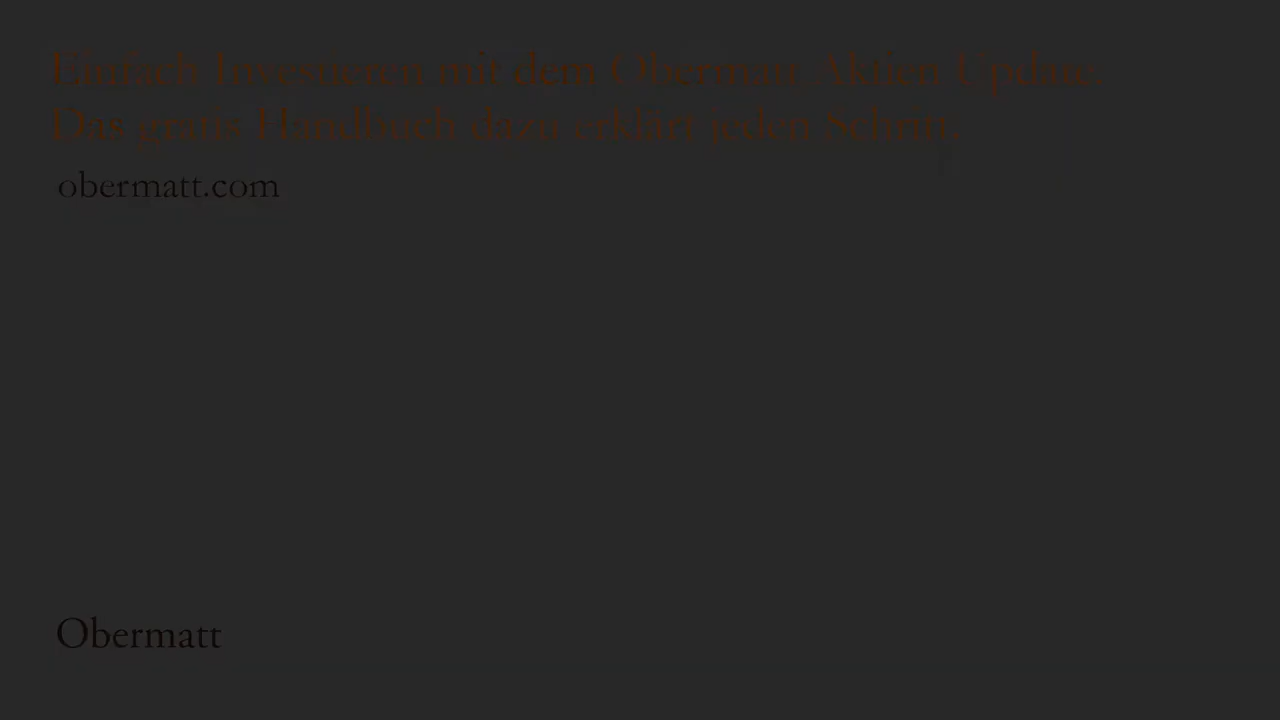 Einfach Investieren mit dem Obermatt Aktien Update.
Das gratis Handbuch dazu erklärt jeden Schritt.
obermatt.com
Obermatt